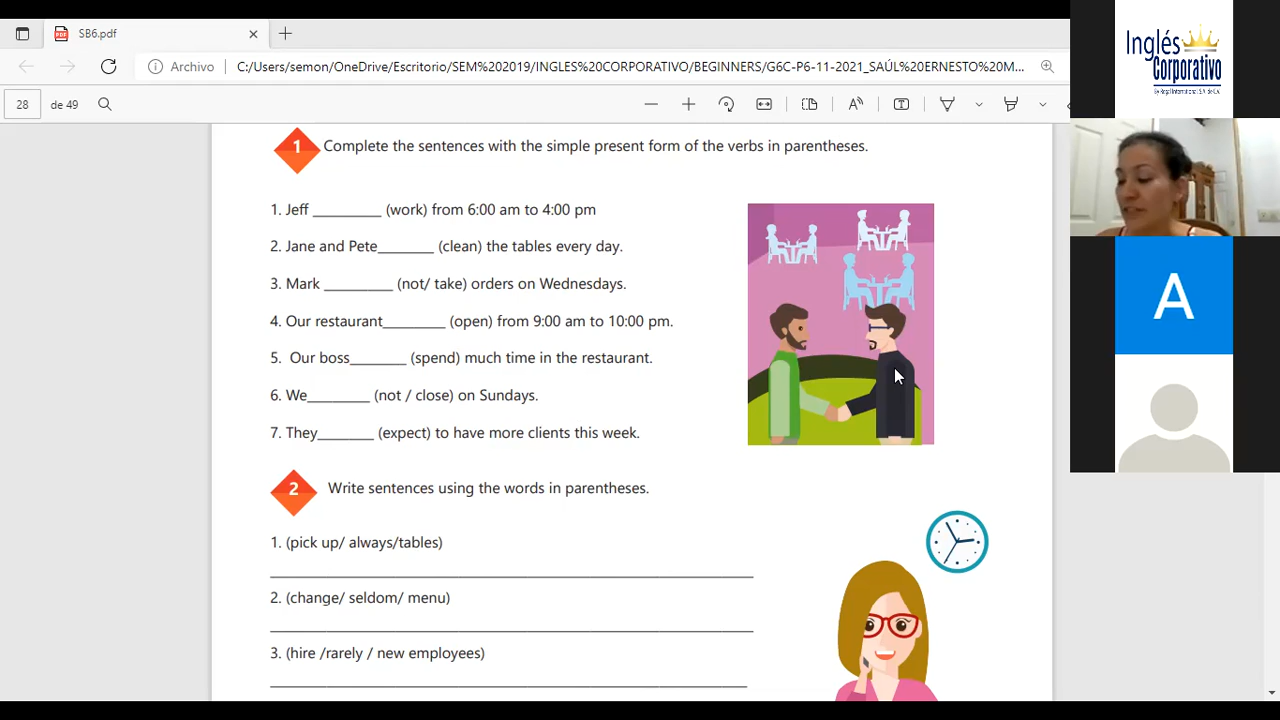 SB6.pdf
Archivo
C:/Users/semon/OneDrive/Escritorio/SEM%202019/INGLES%20CORPORATIVO/BEGINNERS/G6C-P6-11-2021_SAÚL%20ERNESTO%20M...
28 de 49
Inglés
Corporativo
By Regal International S.A. de C.V.
1 Complete the sentences with the simple present form of the verbs in parentheses.
1. Jeff _________ (work) from 6:00 am to 4:00 pm
2. Jane and Pete________ (clean) the tables every day.
3. Mark _________ (not/ take) orders on Wednesdays.
4. Our restaurant________ (open) from 9:00 am to 10:00 pm.
5. Our boss________ (spend) much time in the restaurant.
6. We_________ (not / close) on Sundays.
7. They________ (expect) to have more clients this week.
A
2 Write sentences using the words in parentheses.
1. (pick up/ always/tables)
2. (change/ seldom/ menu)
3. (hire /rarely / new employees)